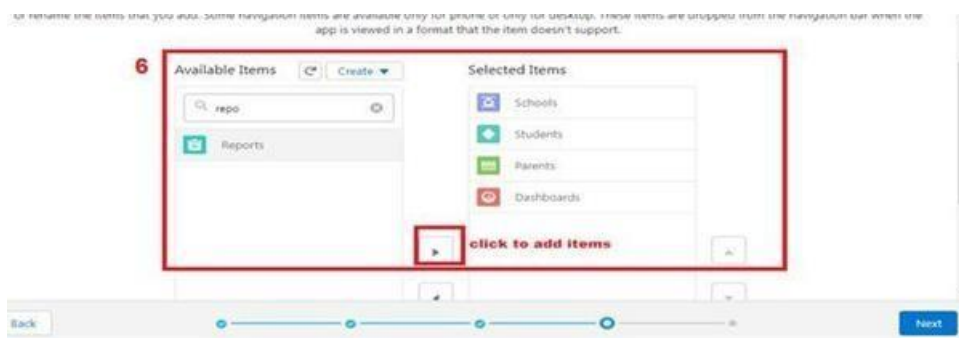 or rename the items that you add. Some navigation items are available only for phone or only for desktop. These items are dropped from the navigation bar when the
app is viewed in a format that the item doesn't support.
6
Available Items Create Selected Items
repo Schools
Reports Students
Parents
Dashboards
click to add items
Back Next